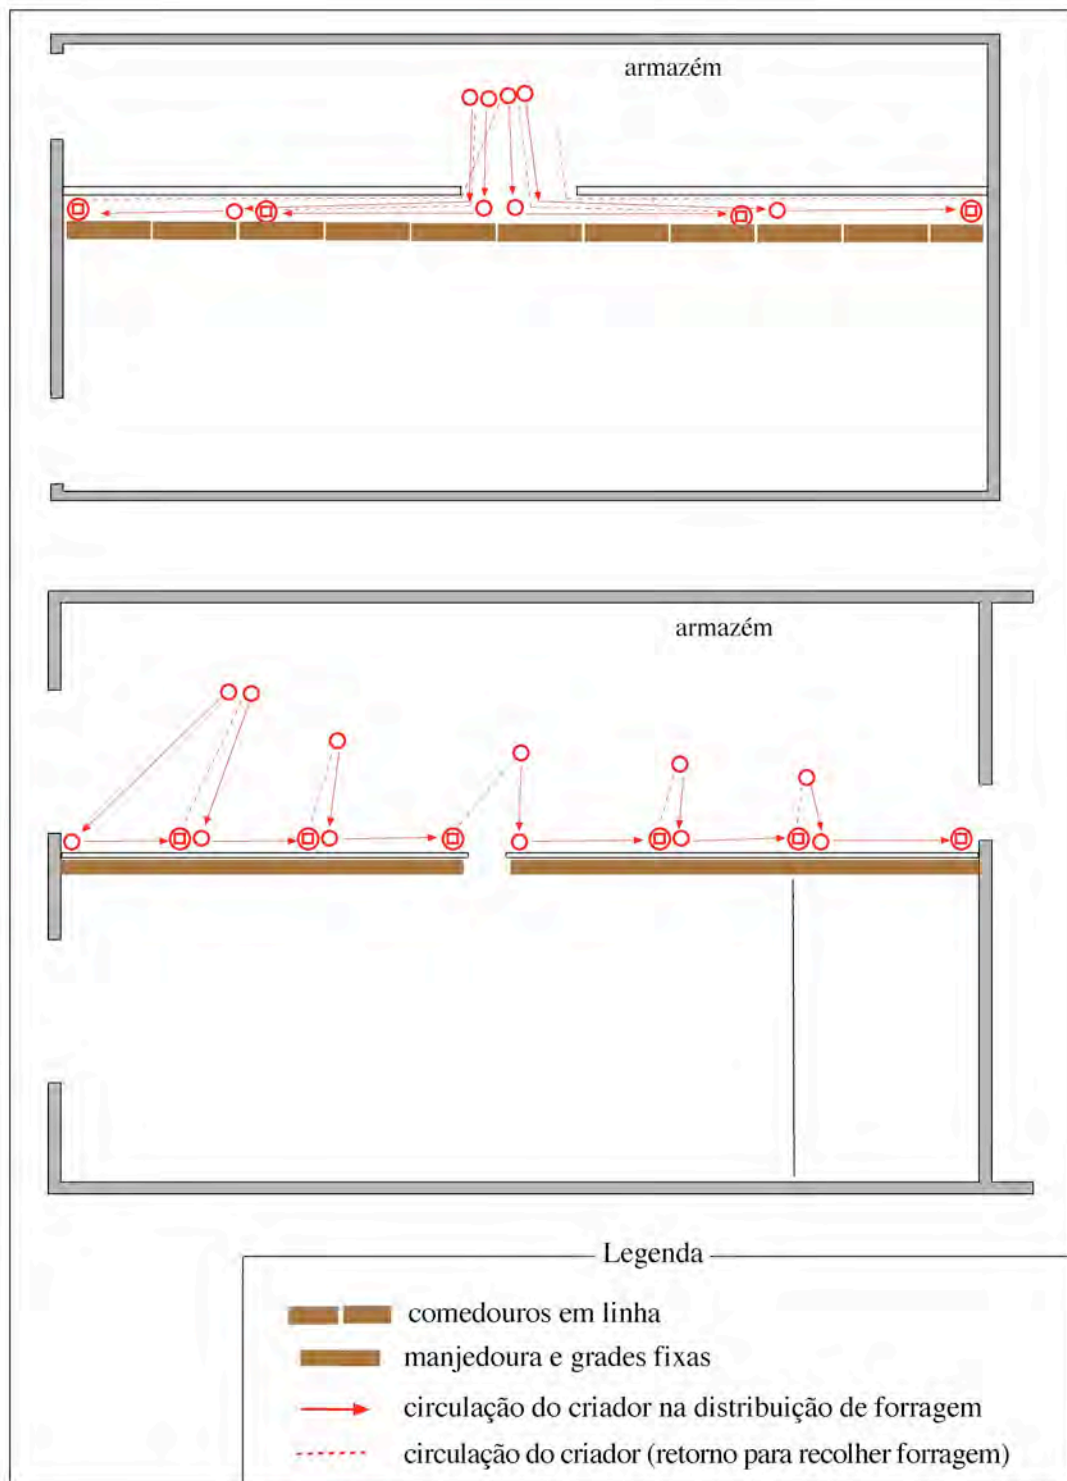 armazém
armazém
Legenda
comedouros em linha
manjedoura e grades fixas
circulação do criador na distribuição de forragem
circulação do criador (retorno para recolher forragem)